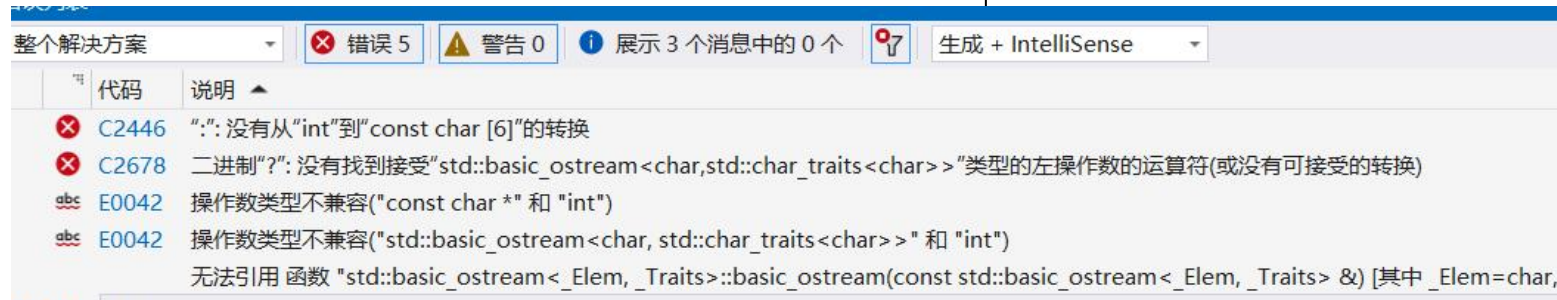 整个解决方案 错误 5 警告 0 展示 3 个消息中的 0 个 生成 + IntelliSense
代码 说明
C2446 “:”: 没有从“int”到“const char [6]”的转换
C2678 二进制“?”: 没有找到接受“std::basic_ostream<char,std::char_traits<char>>”类型的左操作数的运算符(或没有可接受的转换)
abc E0042 操作数类型不兼容("const char *" 和 "int")
abc E0042 操作数类型不兼容("std::basic_ostream<char, std::char_traits<char>>" 和 "int")
无法引用 函数 "std::basic_ostream<_Elem, _Traits>::basic_ostream(const std::basic_ostream<_Elem, _Traits> &) [其中 _Elem=char,